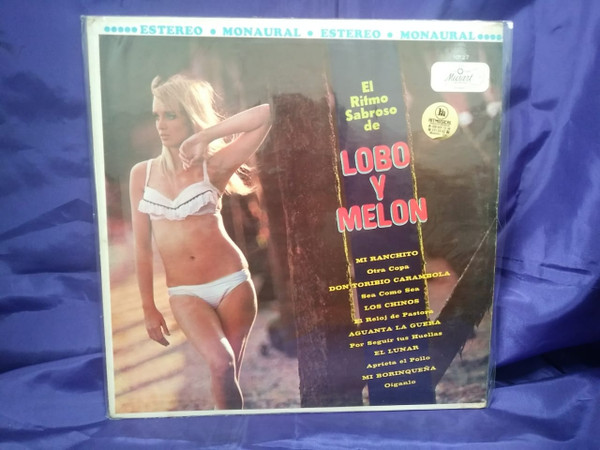 ESTEREO • MONAURAL • ESTEREO • MONAURAL
El
Ritmo
Sabroso
de
LOBO
Y
MELON
Musart
MI RANCHITO
Otra Copa
DON TORIBIO CARAMBOLA
Sea Como Sea
LOS CHINOS
El Reloj de Pastora
AGUANTA LA GUERA
Por Seguir tus Huellas
EL LUNAR
Aprieta el Pollo
MI BORINQUEÑA
Oiganlo